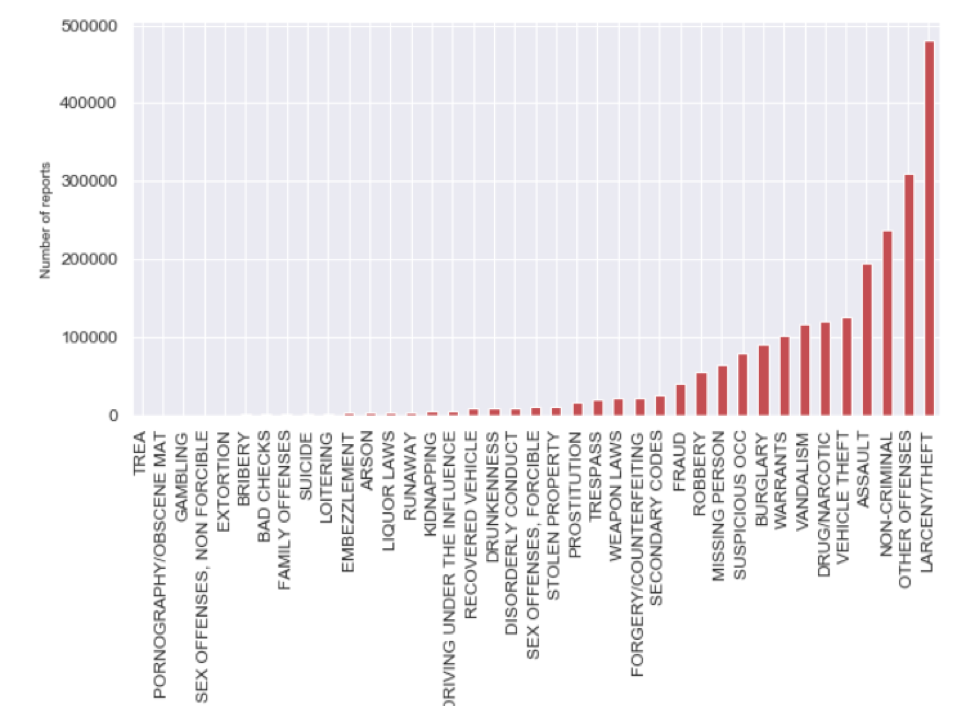 500000
400000
300000
200000
100000
0
Number of reports
TREA
PORNOGRAPHY/OBSCENE MAT
GAMBLING
SEX OFFENSES, NON FORCIBLE
EXTORTION
BRIBERY
BAD CHECKS
FAMILY OFFENSES
SUICIDE
LOITERING
EMBEZZLEMENT
ARSON
LIQUOR LAWS
RUNAWAY
KIDNAPPING
DRIVING UNDER THE INFLUENCE
RECOVERED VEHICLE
DRUNKENNESS
DISORDERLY CONDUCT
SEX OFFENSES, FORCIBLE
STOLEN PROPERTY
PROSTITUTION
TRESPASS
WEAPON LAWS
FORGERY/COUNTERFEITING
SECONDARY CODES
FRAUD
ROBBERY
MISSING PERSON
SUSPICIOUS OCC
BURGLARY
WARRANTS
VANDALISM
DRUG/NARCOTIC
VEHICLE THEFT
ASSAULT
NON-CRIMINAL
OTHER OFFENSES
LARCENY/THEFT